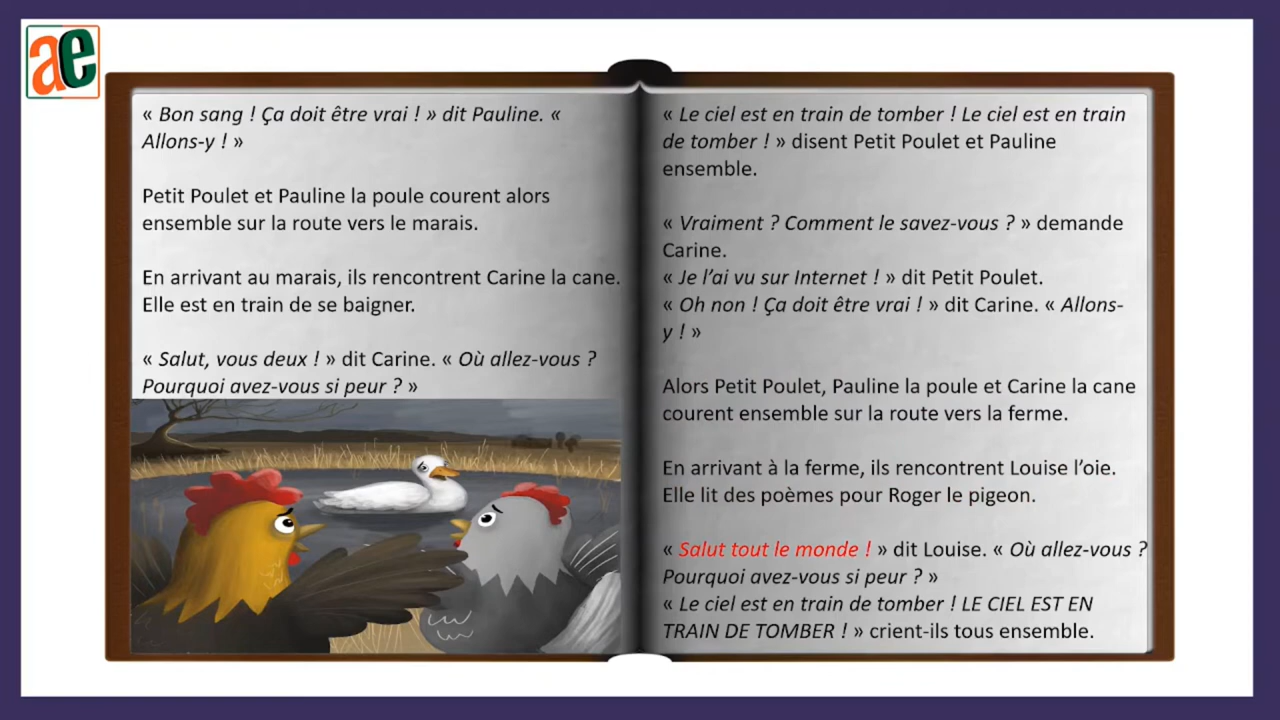 ae
« Bon sang ! Ça doit être vrai ! » dit Pauline. «
Allons-y ! »
Petit Poulet et Pauline la poule courent alors
ensemble sur la route vers le marais.
En arrivant au marais, ils rencontrent Carine la cane.
Elle est en train de se baigner.
« Salut, vous deux ! » dit Carine. « Où allez-vous ?
Pourquoi avez-vous si peur ? »
« Le ciel est en train de tomber ! Le ciel est en train
de tomber ! » disent Petit Poulet et Pauline
ensemble.
« Vraiment ? Comment le savez-vous ? » demande
Carine.
« Je l’ai vu sur Internet ! » dit Petit Poulet.
« Oh non ! Ça doit être vrai ! » dit Carine. « Allons-
y ! »
Alors Petit Poulet, Pauline la poule et Carine la cane
courent ensemble sur la route vers la ferme.
En arrivant à la ferme, ils rencontrent Louise l’oie.
Elle lit des poèmes pour Roger le pigeon.
« Salut tout le monde ! » dit Louise. « Où allez-vous ?
Pourquoi avez-vous si peur ? »
« Le ciel est en train de tomber ! LE CIEL EST EN
TRAIN DE TOMBER ! » crient-ils tous ensemble.